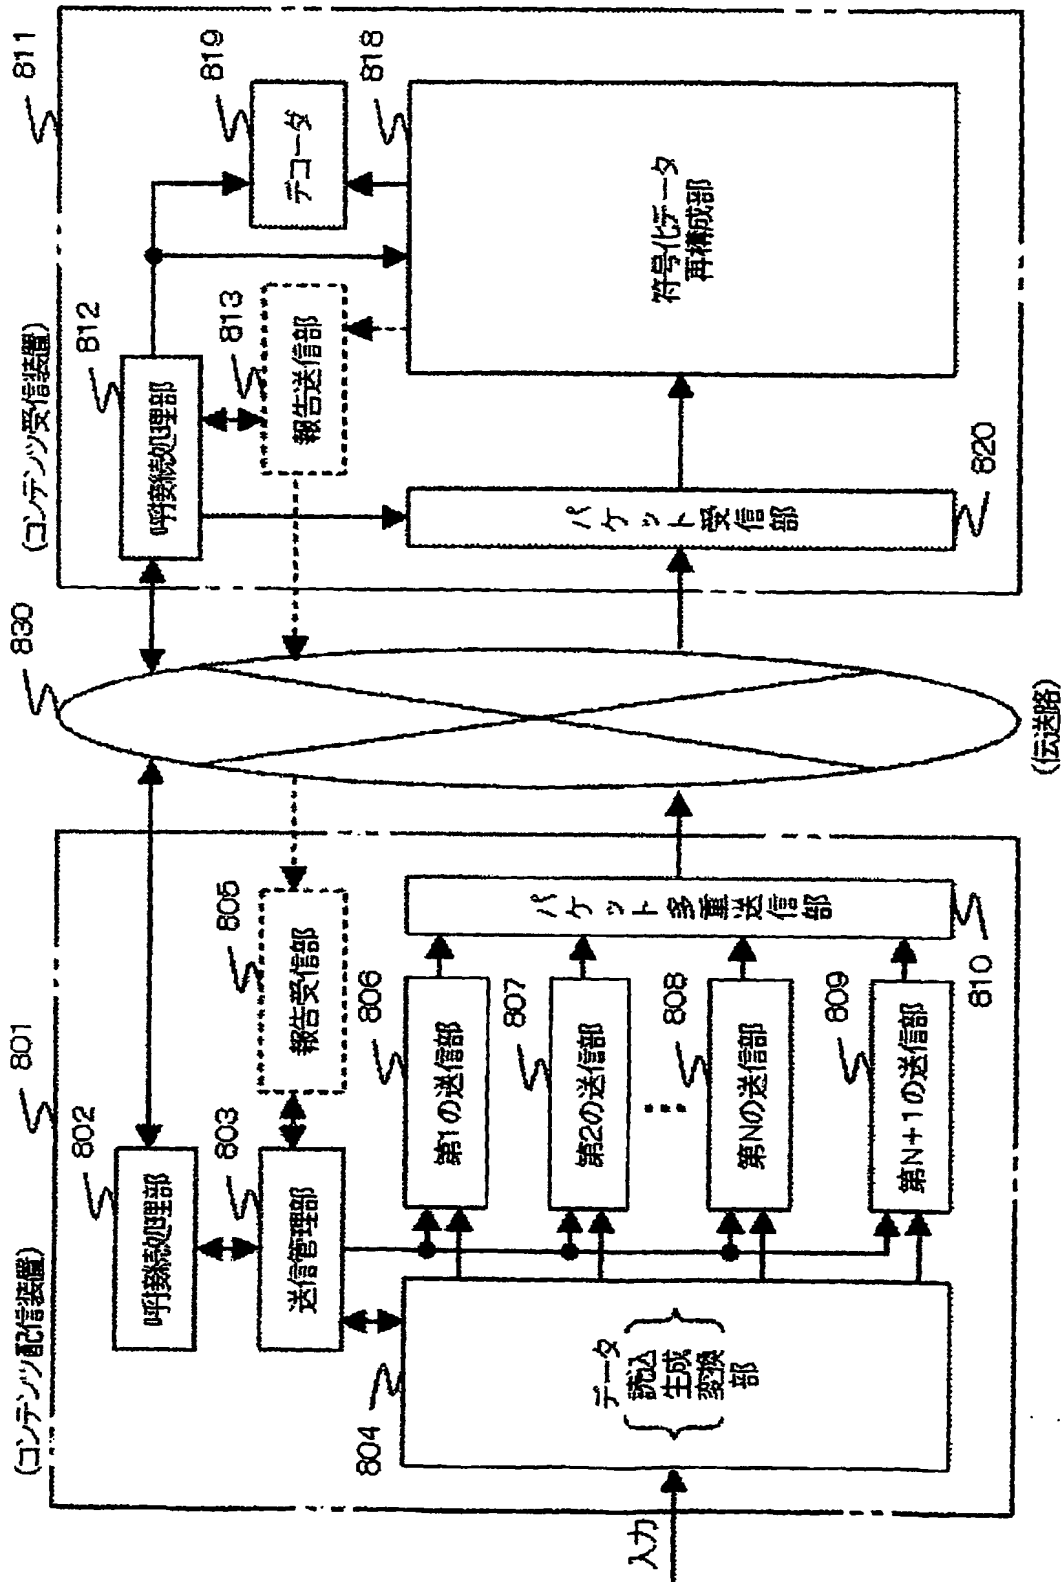 (コンテンツ配信装置)
801
802
呼接続処理部
803
送信管理部
805
報告受信部
804
データ
読込
生成
変換
部
入力
806
第1の送信部
807
第2の送信部
808
第Nの送信部
809
第N+1の送信部
パケット多重送信部
810
830
(伝送路)
(コンテンツ受信装置)
811
812
呼接続処理部
813
報告送信部
819
デコーダ
818
符号化データ
再構成部
パケット受信部
820